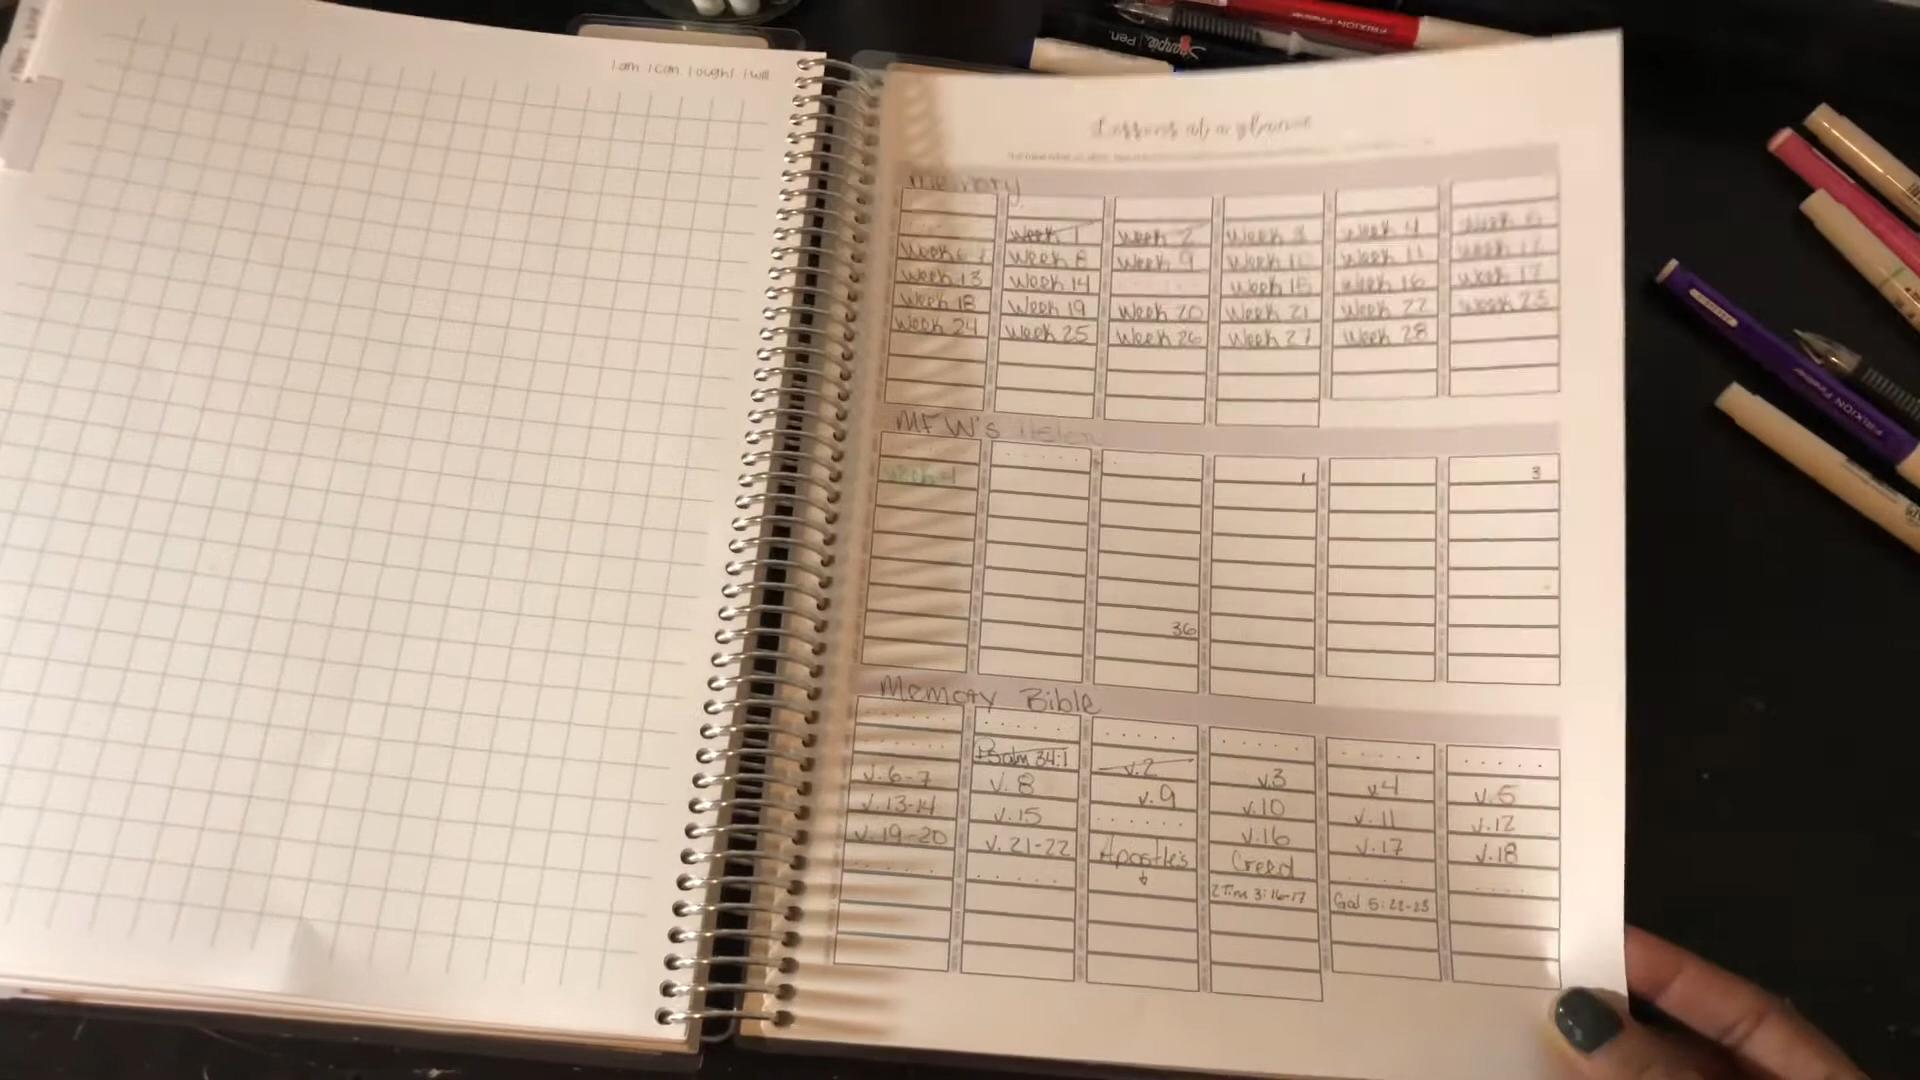 I am. I can. I ought. I will
Lessons at a glance
Memory
Week 1 Week 2 Week 3 Week 4
Week 8 Week 9 Week 11 Week 12
Week 13 Week 14 Week 15 Week 16 Week 17
Week 18 Week 19 Week 20 Week 21 Week 22 Week 23
Week 24 Week 25 Week 26 Week 27 Week 28
MFW's
1 3
36
Memory Bible
Psalm 34:1 v.2 v.3 v.4 v.5
v.6-7 v.8 v.9 v.10 v.11 v.12
v.13-14 v.15 v.16 v.17 v.18
v.19-20 v.21-22 Apostle's Creed
2 Tim 3:16-17 Gal 5:22-23
Sharpie Pen.
FRIXION Fineliner
FRIXION Fineliner